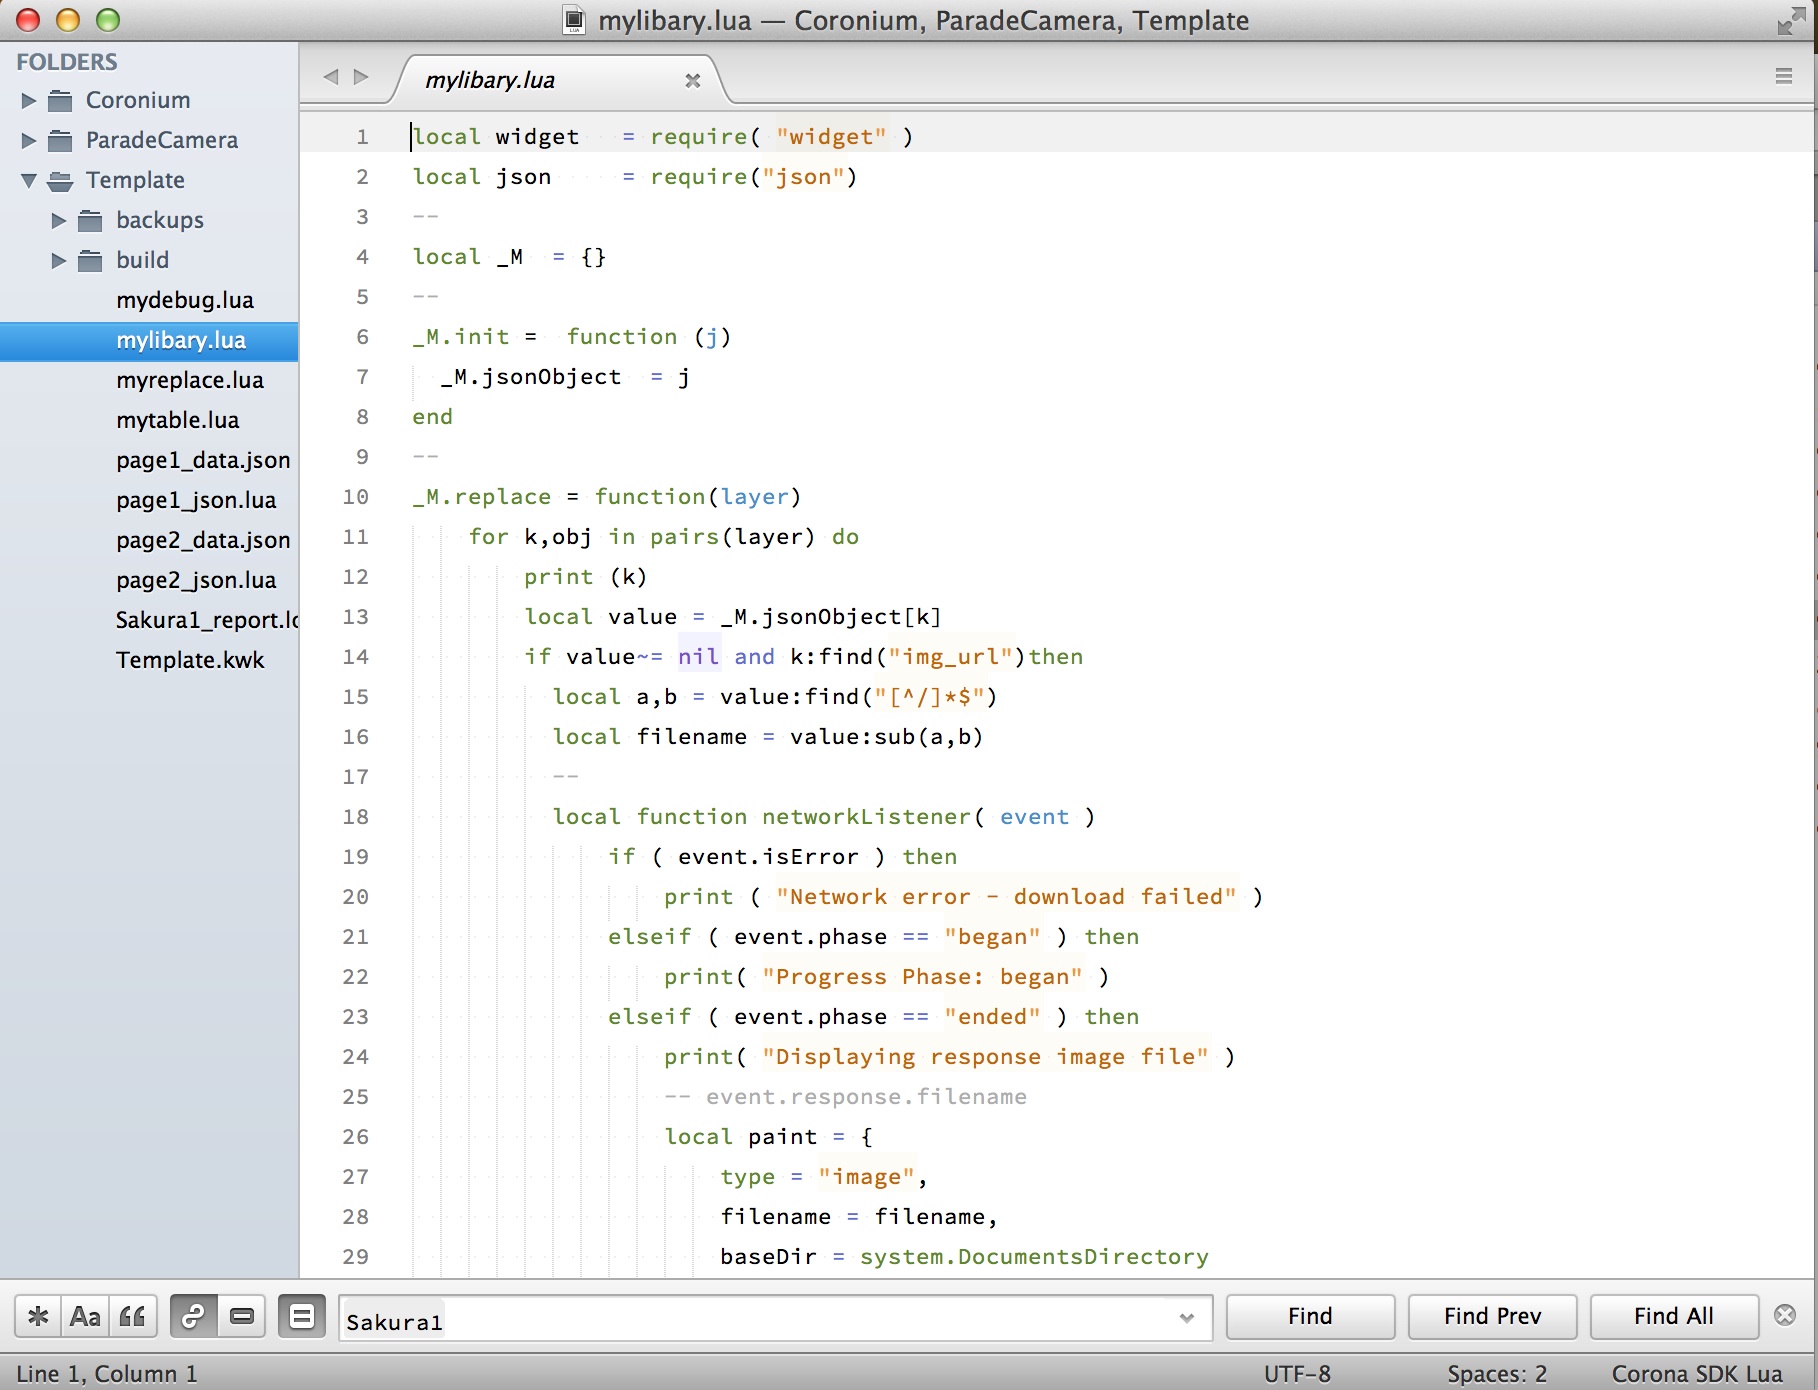 mylibary.lua — Coronium, ParadeCamera, Template
FOLDERS
Coronium
ParadeCamera
Template
backups
build
mydebug.lua
mylibary.lua
myreplace.lua
mytable.lua
page1_data.json
page1_json.lua
page2_data.json
page2_json.lua
Sakura1_report.lo
Template.kwk
mylibary.lua
1 local widget   = require( "widget" )
2 local json     = require("json")
3 --
4 local _M  = {}
5 --
6 _M.init =  function (j)
7   _M.jsonObject  = j
8 end
9 --
10 _M.replace = function(layer)
11     for k,obj in pairs(layer) do
12         print (k)
13         local value = _M.jsonObject[k]
14         if value~= nil and k:find("img_url")then
15           local a,b = value:find("[^/]*$")
16           local filename = value:sub(a,b)
17           --
18           local function networkListener( event )
19               if ( event.isError ) then
20                   print ( "Network error - download failed" )
21               elseif ( event.phase == "began" ) then
22                   print( "Progress Phase: began" )
23               elseif ( event.phase == "ended" ) then
24                   print( "Displaying response image file" )
25                   -- event.response.filename
26                   local paint = {
27                       type = "image",
28                       filename = filename,
29                       baseDir = system.DocumentsDirectory
Aa
Sakura1
Find
Find Prev
Find All
Line 1, Column 1
UTF-8
Spaces: 2
Corona SDK Lua